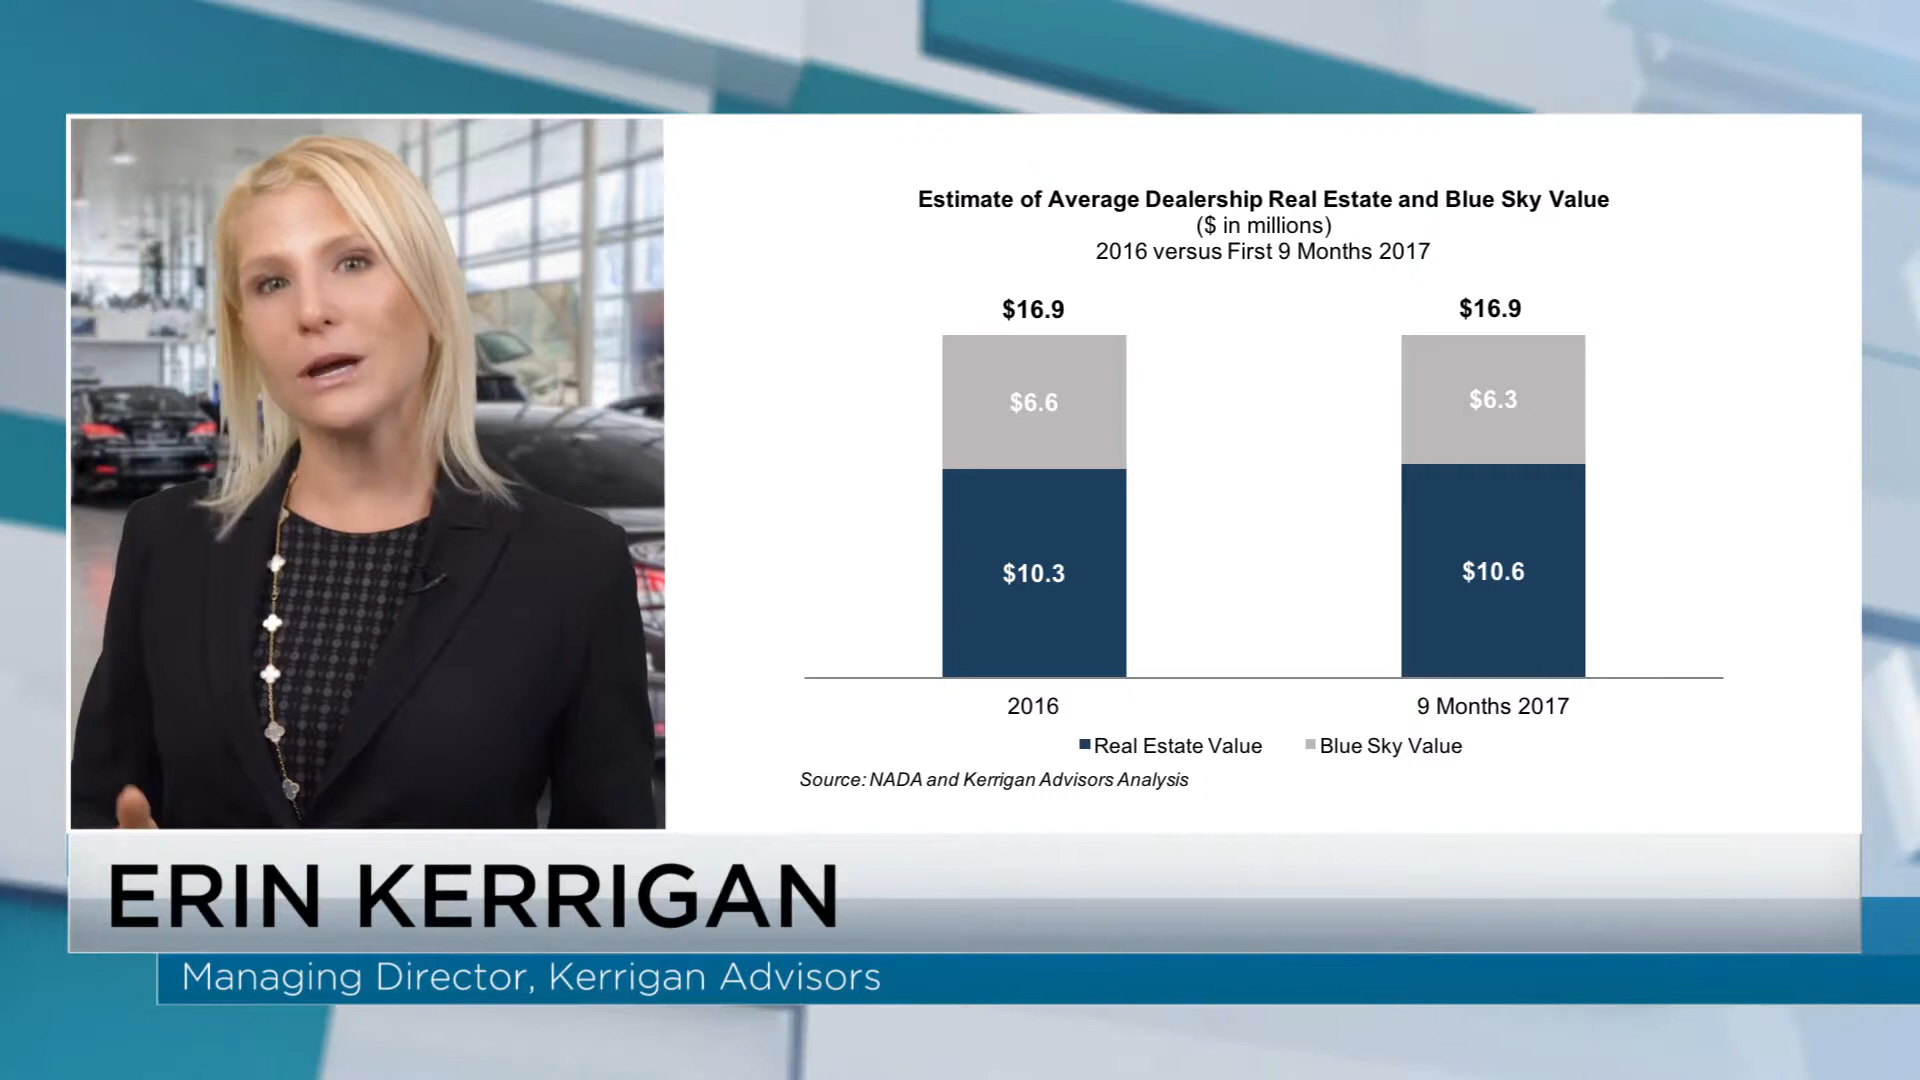 Estimate of Average Dealership Real Estate and Blue Sky Value
($ in millions)
2016 versus First 9 Months 2017
$16.9 $16.9
$6.6 $6.3
$10.3 $10.6
2016 9 Months 2017
Real Estate Value Blue Sky Value
Source: NADA and Kerrigan Advisors Analysis
ERIN KERRIGAN
Managing Director, Kerrigan Advisors